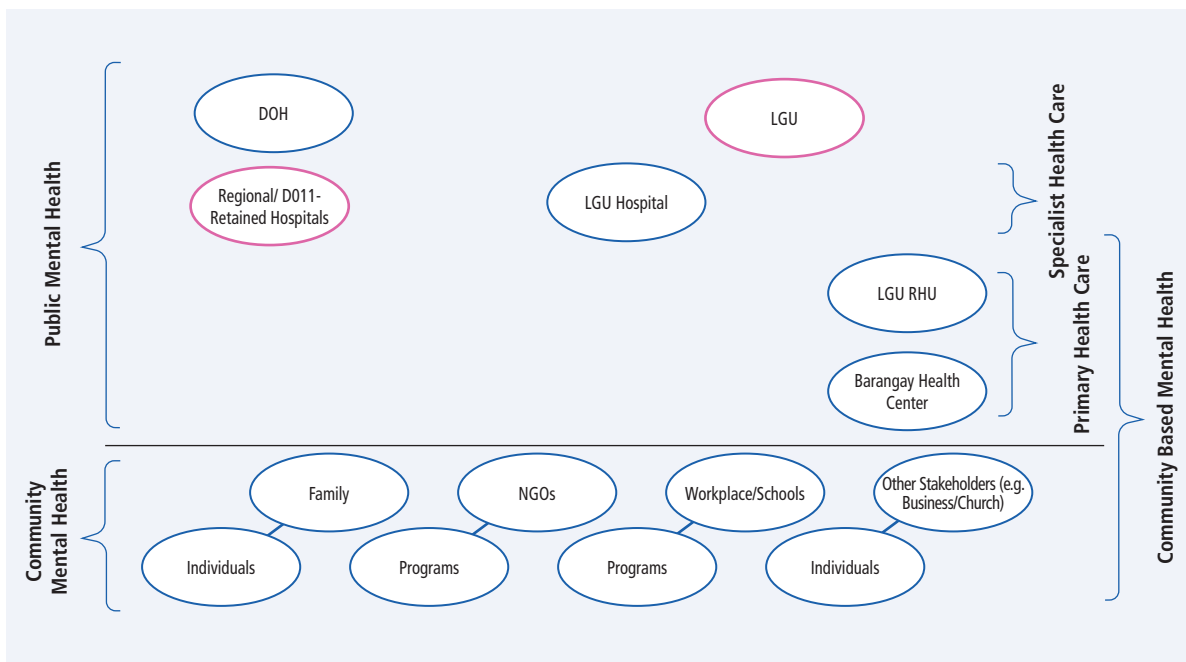 DOH
LGU
Regional/ D011-
Retained Hospitals
LGU Hospital
LGU RHU
Barangay Health
Center
Public Mental Health
Specialist Health Care
Primary Health Care
Community Based Mental Health
Community
Mental Health
Family
NGOs
Workplace/Schools
Other Stakeholders (e.g.
Business/Church)
Individuals
Programs
Programs
Individuals